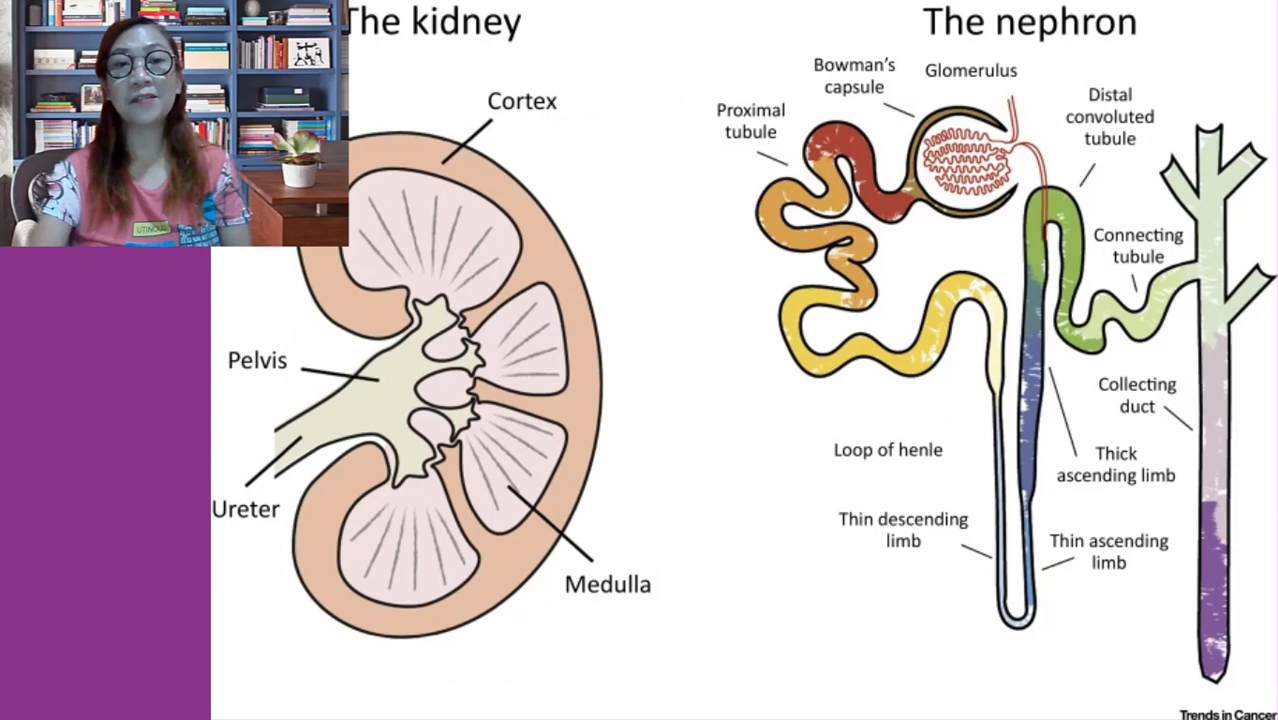 The kidney
Cortex
Pelvis
Ureter
Medulla
The nephron
Bowman's
capsule
Glomerulus
Proximal
tubule
Distal
convoluted
tubule
Connecting
tubule
Collecting
duct
Loop of henle
Thick
ascending limb
Thin descending
limb
Thin ascending
limb
Trends in Cancer